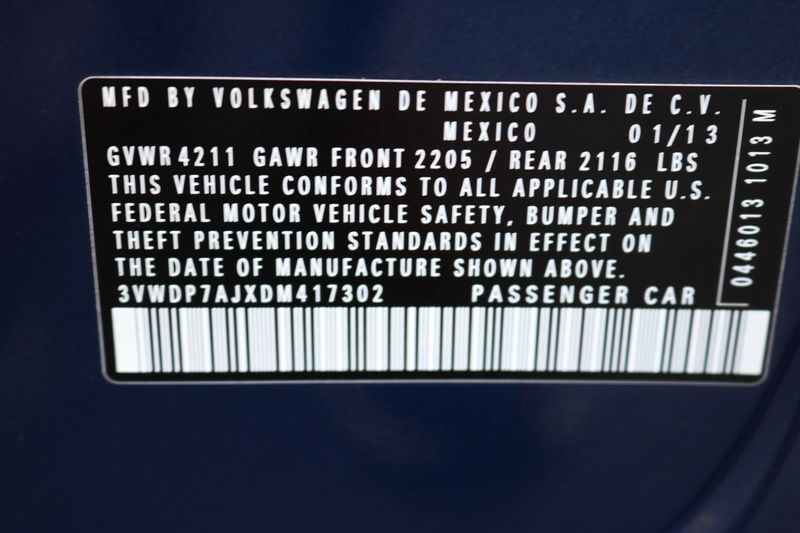 MFD BY VOLKSWAGEN DE MEXICO S.A. DE C.V.
MEXICO 01/13
GVWR 4211 GAWR FRONT 2205 / REAR 2116 LBS
THIS VEHICLE CONFORMS TO ALL APPLICABLE U.S.
FEDERAL MOTOR VEHICLE SAFETY, BUMPER AND
THEFT PREVENTION STANDARDS IN EFFECT ON
THE DATE OF MANUFACTURE SHOWN ABOVE.
3VWDP7AJXDM417302 PASSENGER CAR
0446013 1013 M